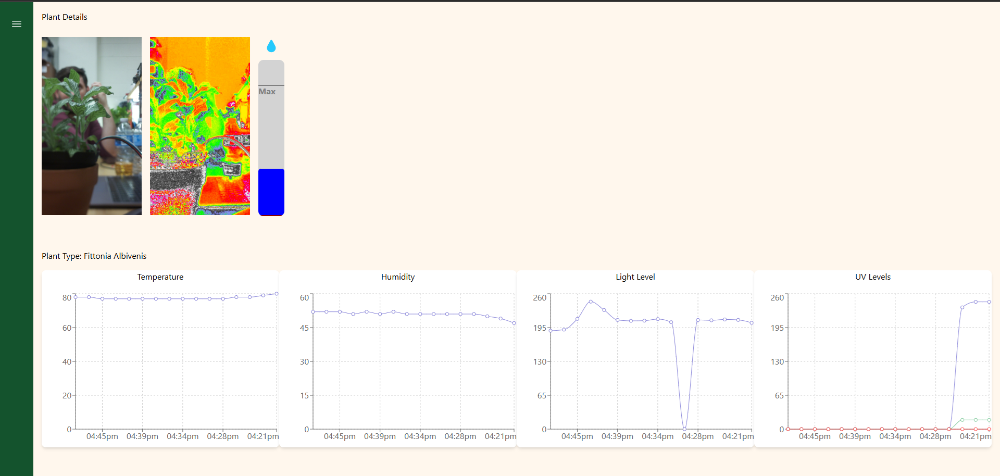 Plant Details
Max
Plant Type: Fittonia Albivenis
Temperature
80
60
40
20
0
04:45pm 04:39pm 04:34pm 04:28pm 04:21pm
Humidity
60
45
30
15
0
04:45pm 04:39pm 04:34pm 04:28pm 04:21pm
Light Level
260
195
130
65
0
04:45pm 04:39pm 04:34pm 04:28pm 04:21pm
UV Levels
260
195
130
65
0
04:45pm 04:39pm 04:34pm 04:28pm 04:21pm